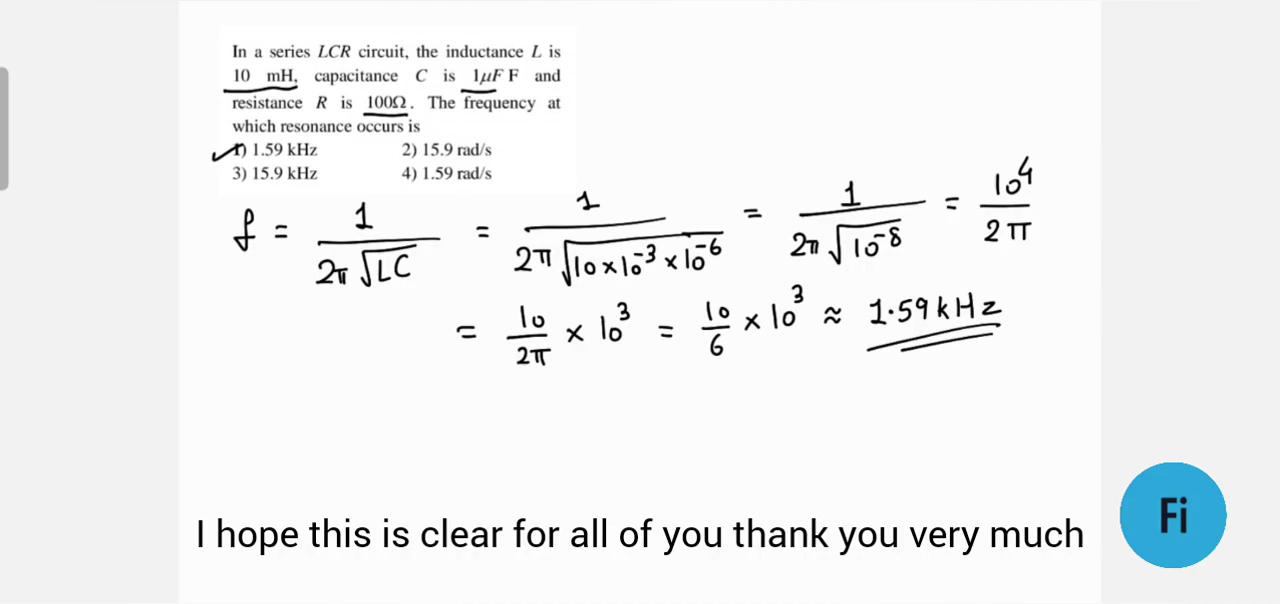 In a series LCR circuit, the inductance L is
10 mH, capacitance C is 1μF F and
resistance R is 100Ω. The frequency at
which resonance occurs is
1) 1.59 kHz 2) 15.9 rad/s
3) 15.9 kHz 4) 1.59 rad/s
f = 1/(2π√LC) = 1/(2π√(10×10⁻³×10⁻⁶)) = 1/(2π√(10⁻⁸)) = 10⁴/(2π)
= 10/(2π) × 10³ = 10/6 × 10³ ≈ 1.59kHz
Fi
I hope this is clear for all of you thank you very much